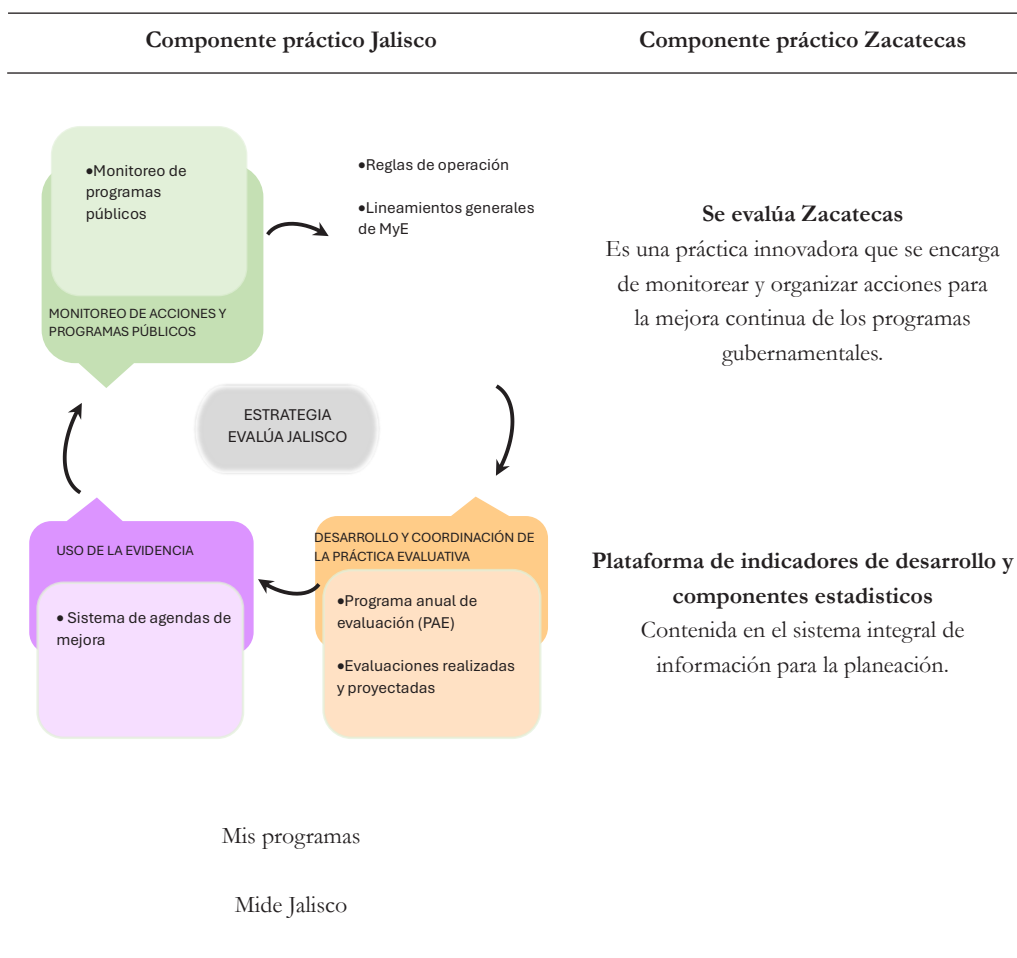 Componente práctico Jalisco
Componente práctico Zacatecas
•Monitoreo de
programas
públicos
MONITOREO DE ACCIONES Y
PROGRAMAS PÚBLICOS
•Reglas de operación
•Lineamientos generales
de MyE
ESTRATEGIA
EVALÚA JALISCO
USO DE LA EVIDENCIA
• Sistema de agendas de
mejora
DESARROLLO Y COORDINACIÓN DE
LA PRÁCTICA EVALUATIVA
•Programa anual de
evaluación (PAE)
•Evaluaciones realizadas
y proyectadas
Mis programas
Mide Jalisco
Se evalúa Zacatecas
Es una práctica innovadora que se encarga
de monitorear y organizar acciones para
la mejora continua de los programas
gubernamentales.
Plataforma de indicadores de desarrollo y
componentes estadisticos
Contenida en el sistema integral de
información para la planeación.